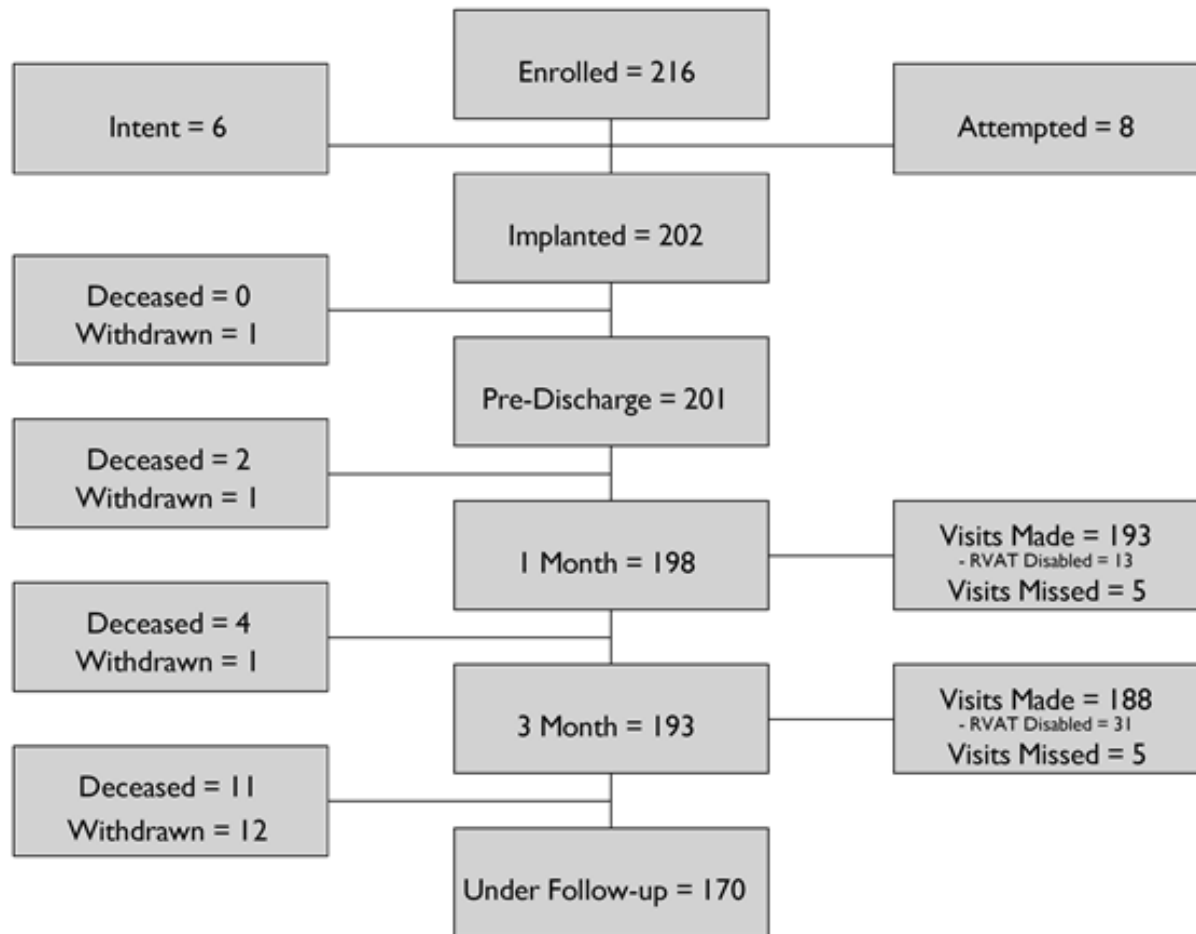 Enrolled = 216
Intent = 6
Attempted = 8
Implanted = 202
Deceased = 0
Withdrawn = 1
Pre-Discharge = 201
Deceased = 2
Withdrawn = 1
1 Month = 198
Visits Made = 193
- RVAT Disabled = 13
Visits Missed = 5
Deceased = 4
Withdrawn = 1
3 Month = 193
Visits Made = 188
- RVAT Disabled = 31
Visits Missed = 5
Deceased = 11
Withdrawn = 12
Under Follow-up = 170